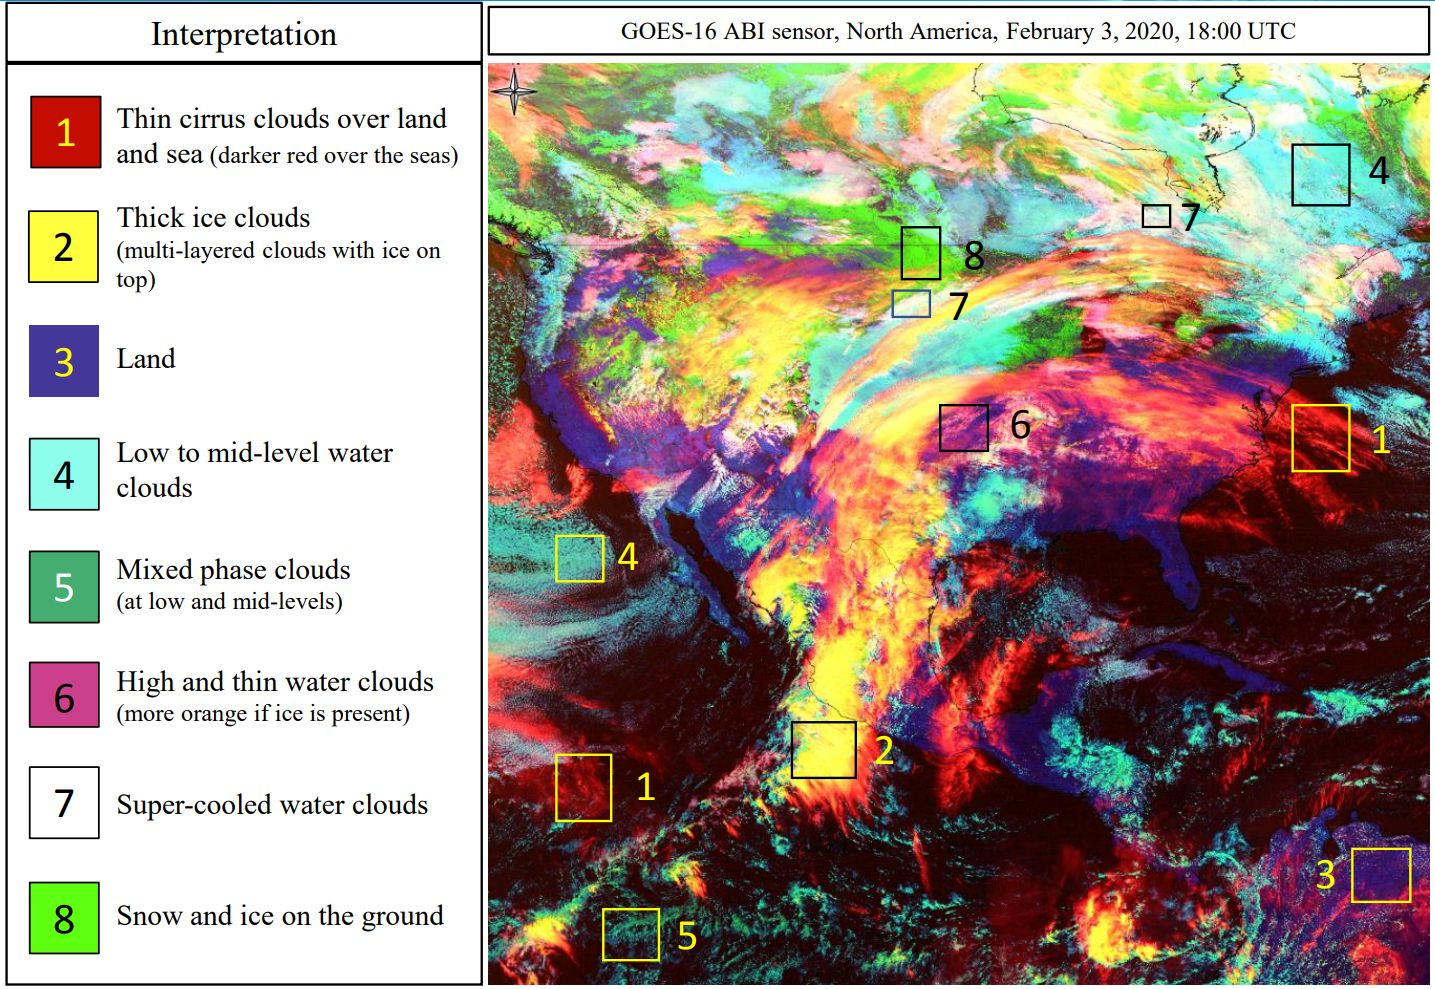 Interpretation
GOES-16 ABI sensor, North America, February 3, 2020, 18:00 UTC
1
Thin cirrus clouds over land
and sea (darker red over the seas)
2
Thick ice clouds
(multi-layered clouds with ice on
top)
3
Land
4
Low to mid-level water
clouds
5
Mixed phase clouds
(at low and mid-levels)
6
High and thin water clouds
(more orange if ice is present)
7
Super-cooled water clouds
8
Snow and ice on the ground
4
7
8
7
6
1
4
2
1
3
5